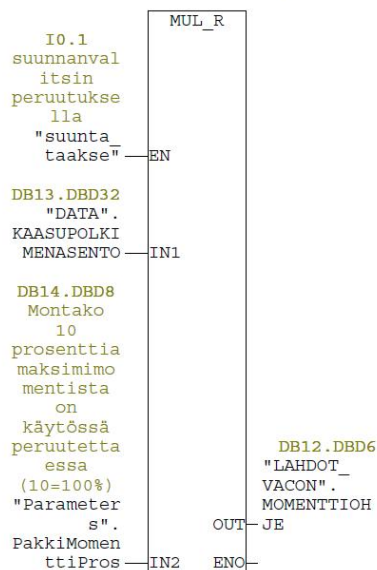 MUL_R
I0.1
suunnanval
itsin
peruutukse
lla
"suunta_
taakse"
EN
DB13.DBD32
"DATA".
KAASUPOLKI
MENASENTO
IN1
DB14.DBD8
Montako
10
prosenttia
maksimimo
mentista
on
käytössä
peruutetta
essa
(10=100%)
"Parameter
s".
PakkiMomen
ttiPros
IN2
DB12.DBD6
"LAHDOT_
VACON".
MOMENTTIOH
JE
OUT
ENO